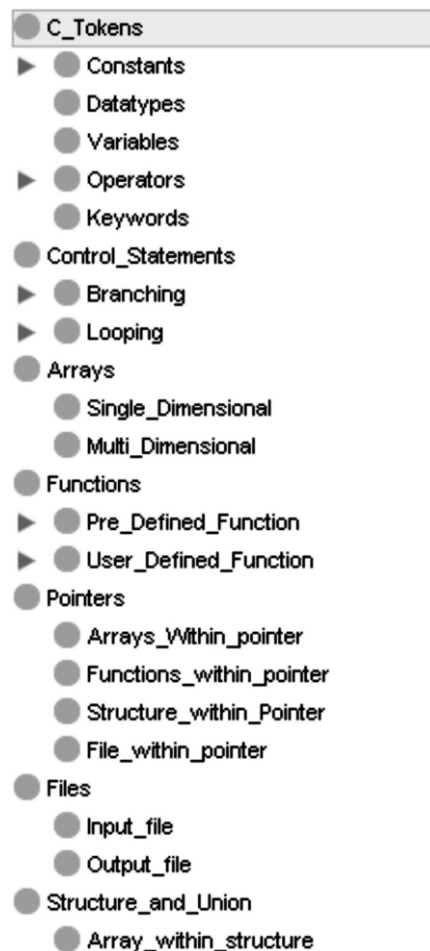 C_Tokens
Constants
Datatypes
Variables
Operators
Keywords
Control_Statements
Branching
Looping
Arrays
Single_Dimensional
Multi_Dimensional
Functions
Pre_Defined_Function
User_Defined_Function
Pointers
Arrays_Within_pointer
Functions_within_pointer
Structure_within_Pointer
File_within_pointer
Files
Input_file
Output_file
Structure_and_Union
Array_within_structure